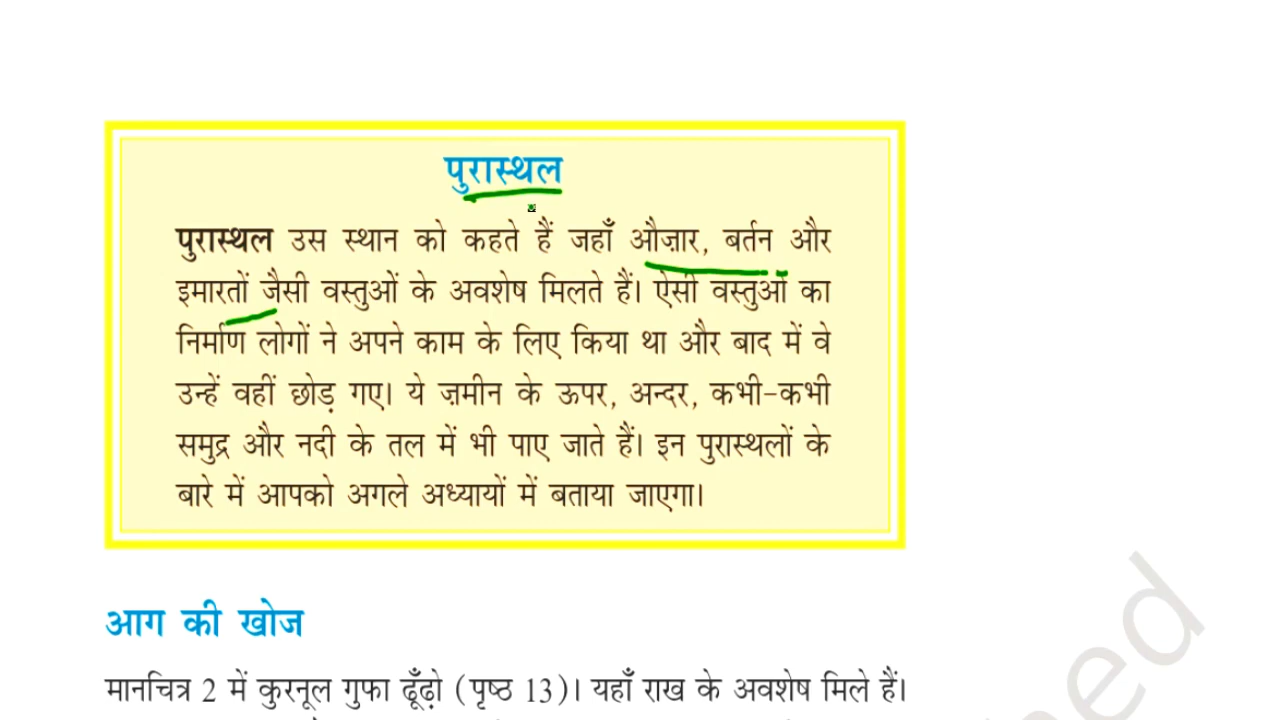 पुरास्थल
पुरास्थल उस स्थान को कहते हैं जहाँ औज़ार, बर्तन और
इमारतों जैसी वस्तुओं के अवशेष मिलते हैं। ऐसी वस्तुओं का
निर्माण लोगों ने अपने काम के लिए किया था और बाद में वे
उन्हें वहीं छोड़ गए। ये ज़मीन के ऊपर, अन्दर, कभी-कभी
समुद्र और नदी के तल में भी पाए जाते हैं। इन पुरास्थलों के
बारे में आपको अगले अध्यायों में बताया जाएगा।
आग की खोज
मानचित्र 2 में कुरनूल गुफा ढूँढ़ो (पृष्ठ 13)। यहाँ राख के अवशेष मिले हैं।